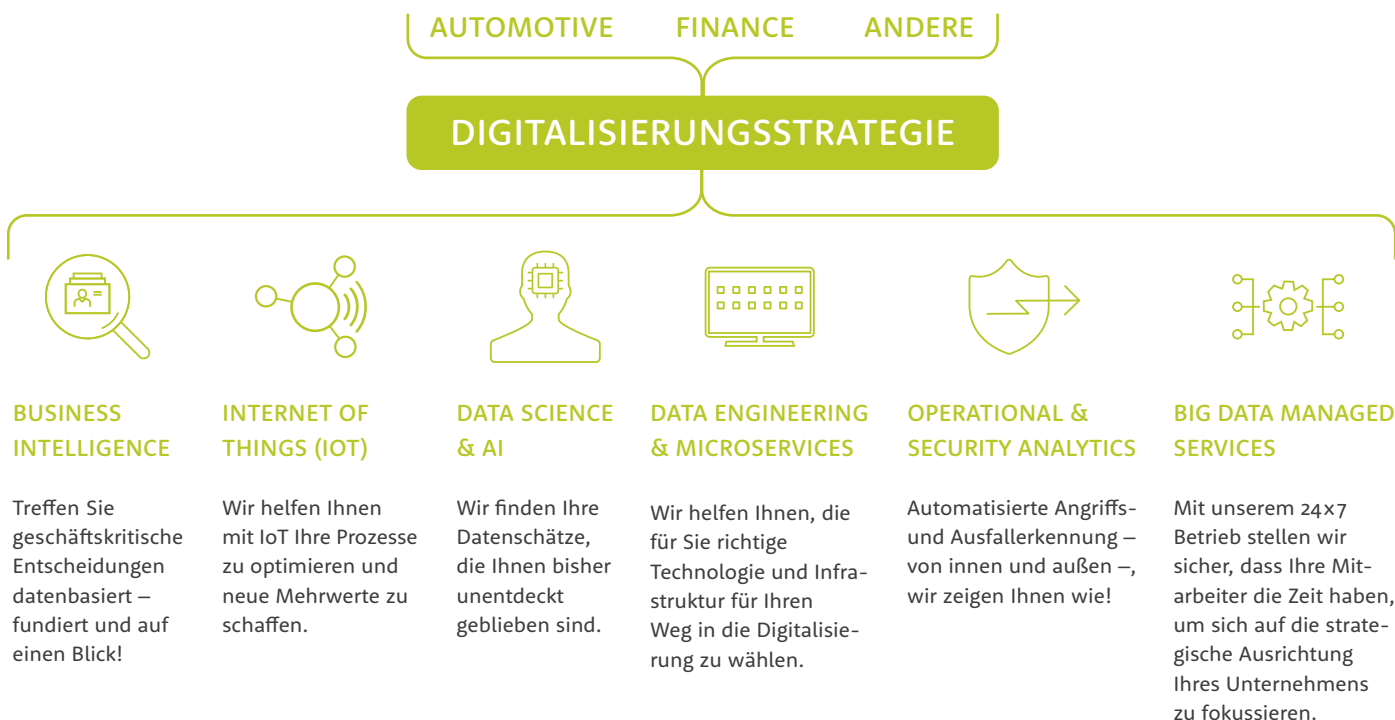 AUTOMOTIVE FINANCE ANDERE
DIGITALISIERUNGSSTRATEGIE
BUSINESS
INTELLIGENCE
Treffen Sie
geschäftskritische
Entscheidungen
datenbasiert –
fundiert und auf
einen Blick!
INTERNET OF
THINGS (IOT)
Wir helfen Ihnen
mit IoT Ihre Prozesse
zu optimieren und
neue Mehrwerte zu
schaffen.
DATA SCIENCE
& AI
Wir finden Ihre
Datenschätze,
die Ihnen bisher
unentdeckt
geblieben sind.
DATA ENGINEERING
& MICROSERVICES
Wir helfen Ihnen, die
für Sie richtige
Technologie und Infra-
struktur für Ihren
Weg in die Digitalisie-
rung zu wählen.
OPERATIONAL &
SECURITY ANALYTICS
Automatisierte Angriffs-
und Ausfallerkennung –
von innen und außen –,
wir zeigen Ihnen wie!
BIG DATA MANAGED
SERVICES
Mit unserem 24×7
Betrieb stellen wir
sicher, dass Ihre Mit-
arbeiter die Zeit haben,
um sich auf die strate-
gische Ausrichtung
Ihres Unternehmens
zu fokussieren.